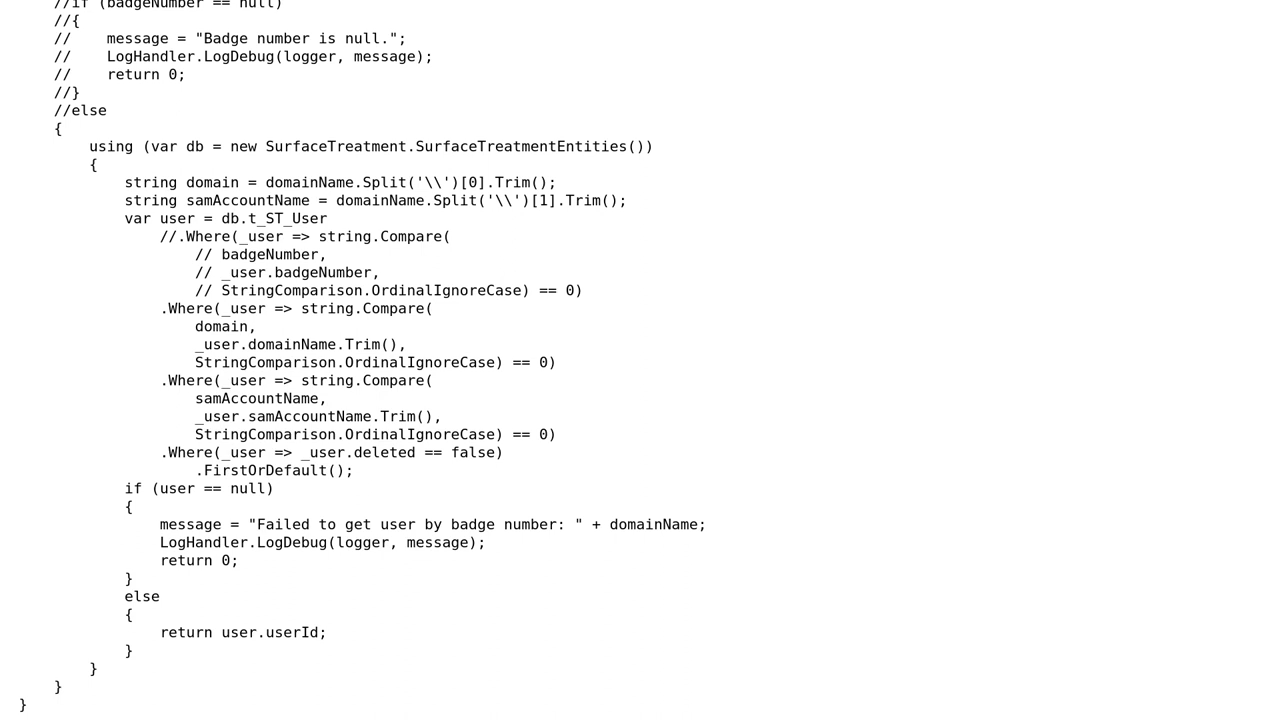 //if (badgeNumber == null)
//{
//    message = "Badge number is null.";
//    LogHandler.LogDebug(logger, message);
//    return 0;
//}
//else
{
using (var db = new SurfaceTreatment.SurfaceTreatmentEntities())
{
string domain = domainName.Split('\\')[0].Trim();
string samAccountName = domainName.Split('\\')[1].Trim();
var user = db.t_ST_User
//.Where(_user => string.Compare(
// badgeNumber,
// _user.badgeNumber,
// StringComparison.OrdinalIgnoreCase) == 0)
.Where(_user => string.Compare(
domain,
_user.domainName.Trim(),
StringComparison.OrdinalIgnoreCase) == 0)
.Where(_user => string.Compare(
samAccountName,
_user.samAccountName.Trim(),
StringComparison.OrdinalIgnoreCase) == 0)
.Where(_user => _user.deleted == false)
.FirstOrDefault();
if (user == null)
{
message = "Failed to get user by badge number: " + domainName;
LogHandler.LogDebug(logger, message);
return 0;
}
else
{
return user.userId;
}
}
}
}